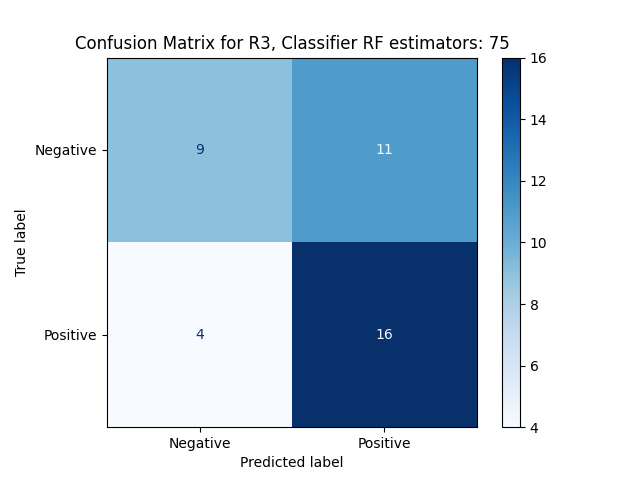 Confusion Matrix for R3, Classifier RF estimators: 75
True label
Negative
Positive
9
11
4
16
Negative
Positive
Predicted label
16
14
12
10
8
6
4